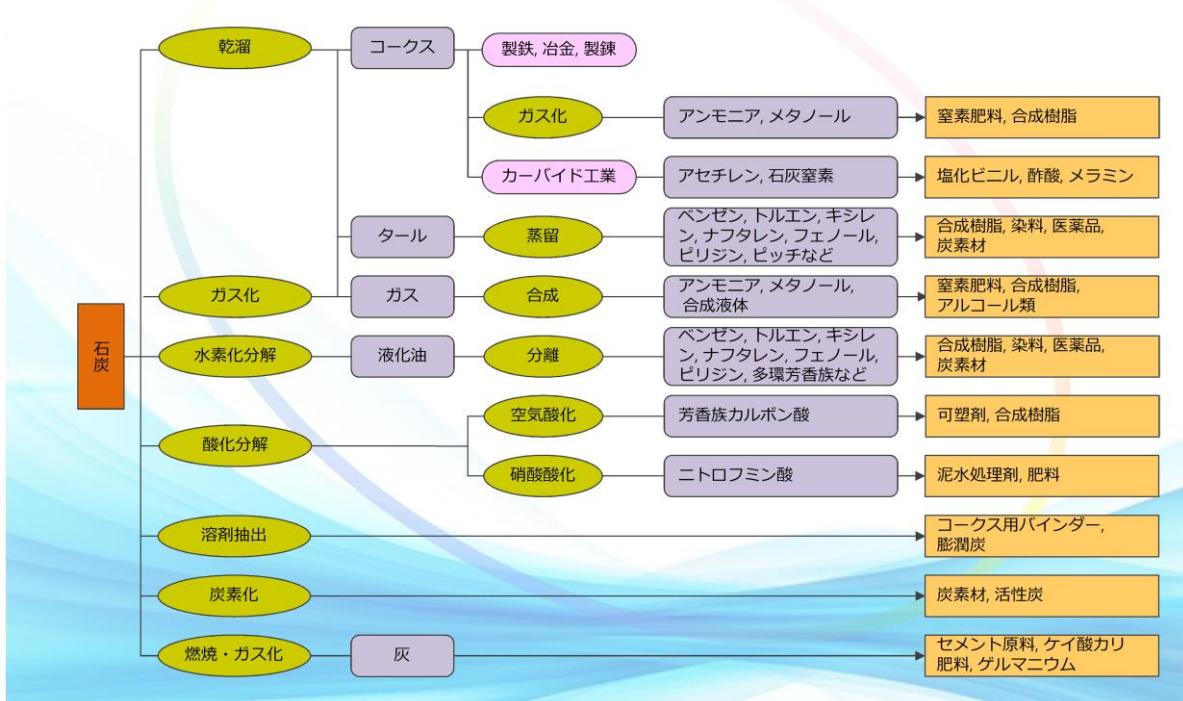 乾溜
コークス
製鉄, 冶金, 製錬
ガス化
アンモニア, メタノール
窒素肥料, 合成樹脂
カーバイド工業
アセチレン, 石灰窒素
塩化ビニル, 酢酸, メラミン
タール
蒸留
ベンゼン, トルエン, キシレ
ン, ナフタレン, フェノール,
ピリジン, ピッチなど
合成樹脂, 染料, 医薬品,
炭素材
ガス化
ガス
合成
アンモニア, メタノール,
合成液体
窒素肥料, 合成樹脂,
アルコール類
石
炭
水素化分解
液化油
分離
ベンゼン, トルエン, キシレ
ン, ナフタレン, フェノール,
ピリジン, 多環芳香族など
合成樹脂, 染料, 医薬品,
炭素材
酸化分解
空気酸化
芳香族カルボン酸
可塑剤, 合成樹脂
硝酸酸化
ニトロフミン酸
泥水処理剤, 肥料
溶剤抽出
コークス用バインダー,
膨潤炭
炭素化
炭素材, 活性炭
燃焼・ガス化
灰
セメント原料, ケイ酸カリ
肥料, ゲルマニウム